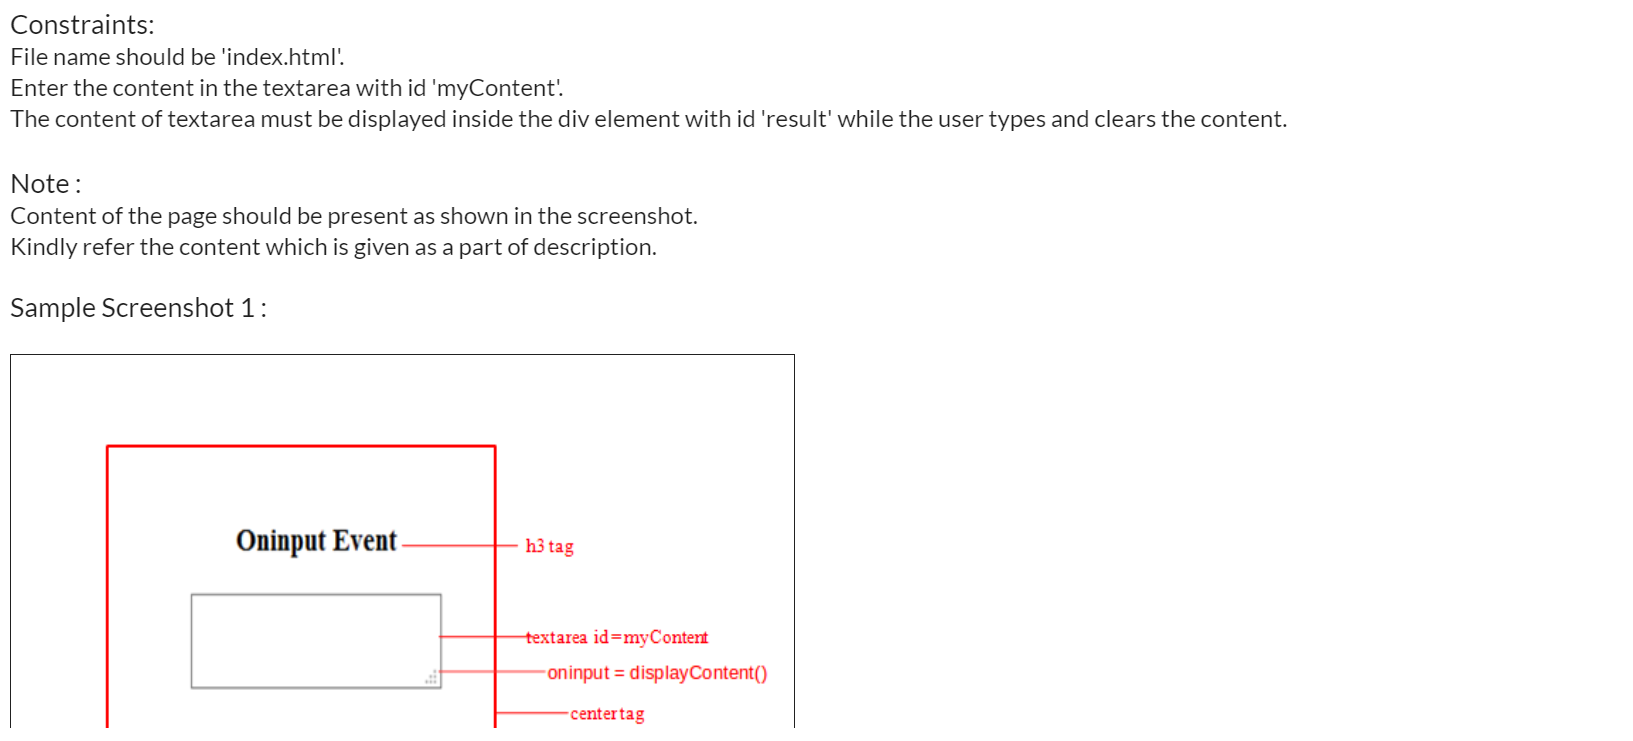 Constraints:
File name should be 'index.html'.
Enter the content in the textarea with id 'myContent'.
The content of textarea must be displayed inside the div element with id 'result' while the user types and clears the content.
Note :
Content of the page should be present as shown in the screenshot.
Kindly refer the content which is given as a part of description.
Sample Screenshot 1 :
Oninput Event
h3 tag
textarea id=myContent
oninput = displayContent()
center tag